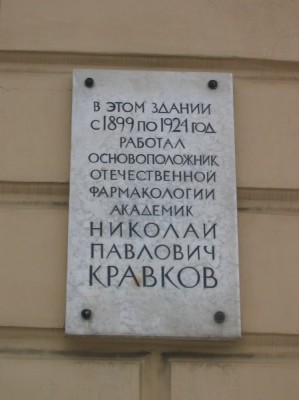 В ЭТОМ ЗДАНИИ
С 1899 ПО 1924 ГОД
РАБОТАЛ
ОСНОВОПОЛОЖНИК
ОТЕЧЕСТВЕННОЙ
ФАРМАКОЛОГИИ
АКАДЕМИК
НИКОЛАЙ
ПАВЛОВИЧ
КРАВКОВ